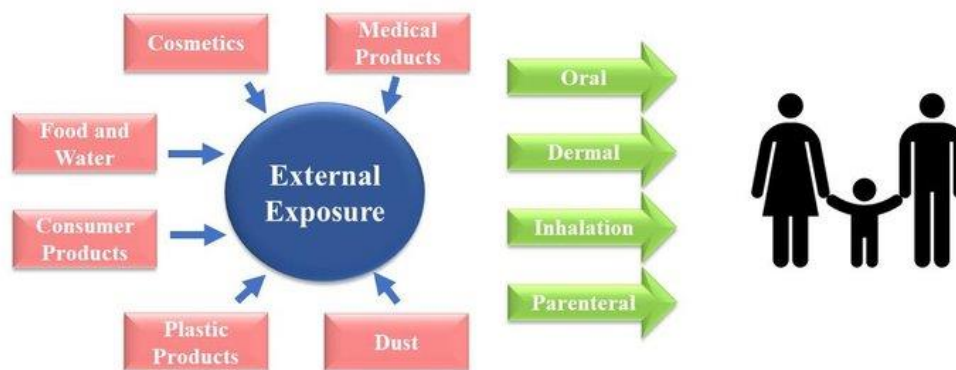 Cosmetics
Medical
Products
Food and
Water
External
Exposure
Consumer
Products
Plastic
Products
Dust
Oral
Dermal
Inhalation
Parenteral